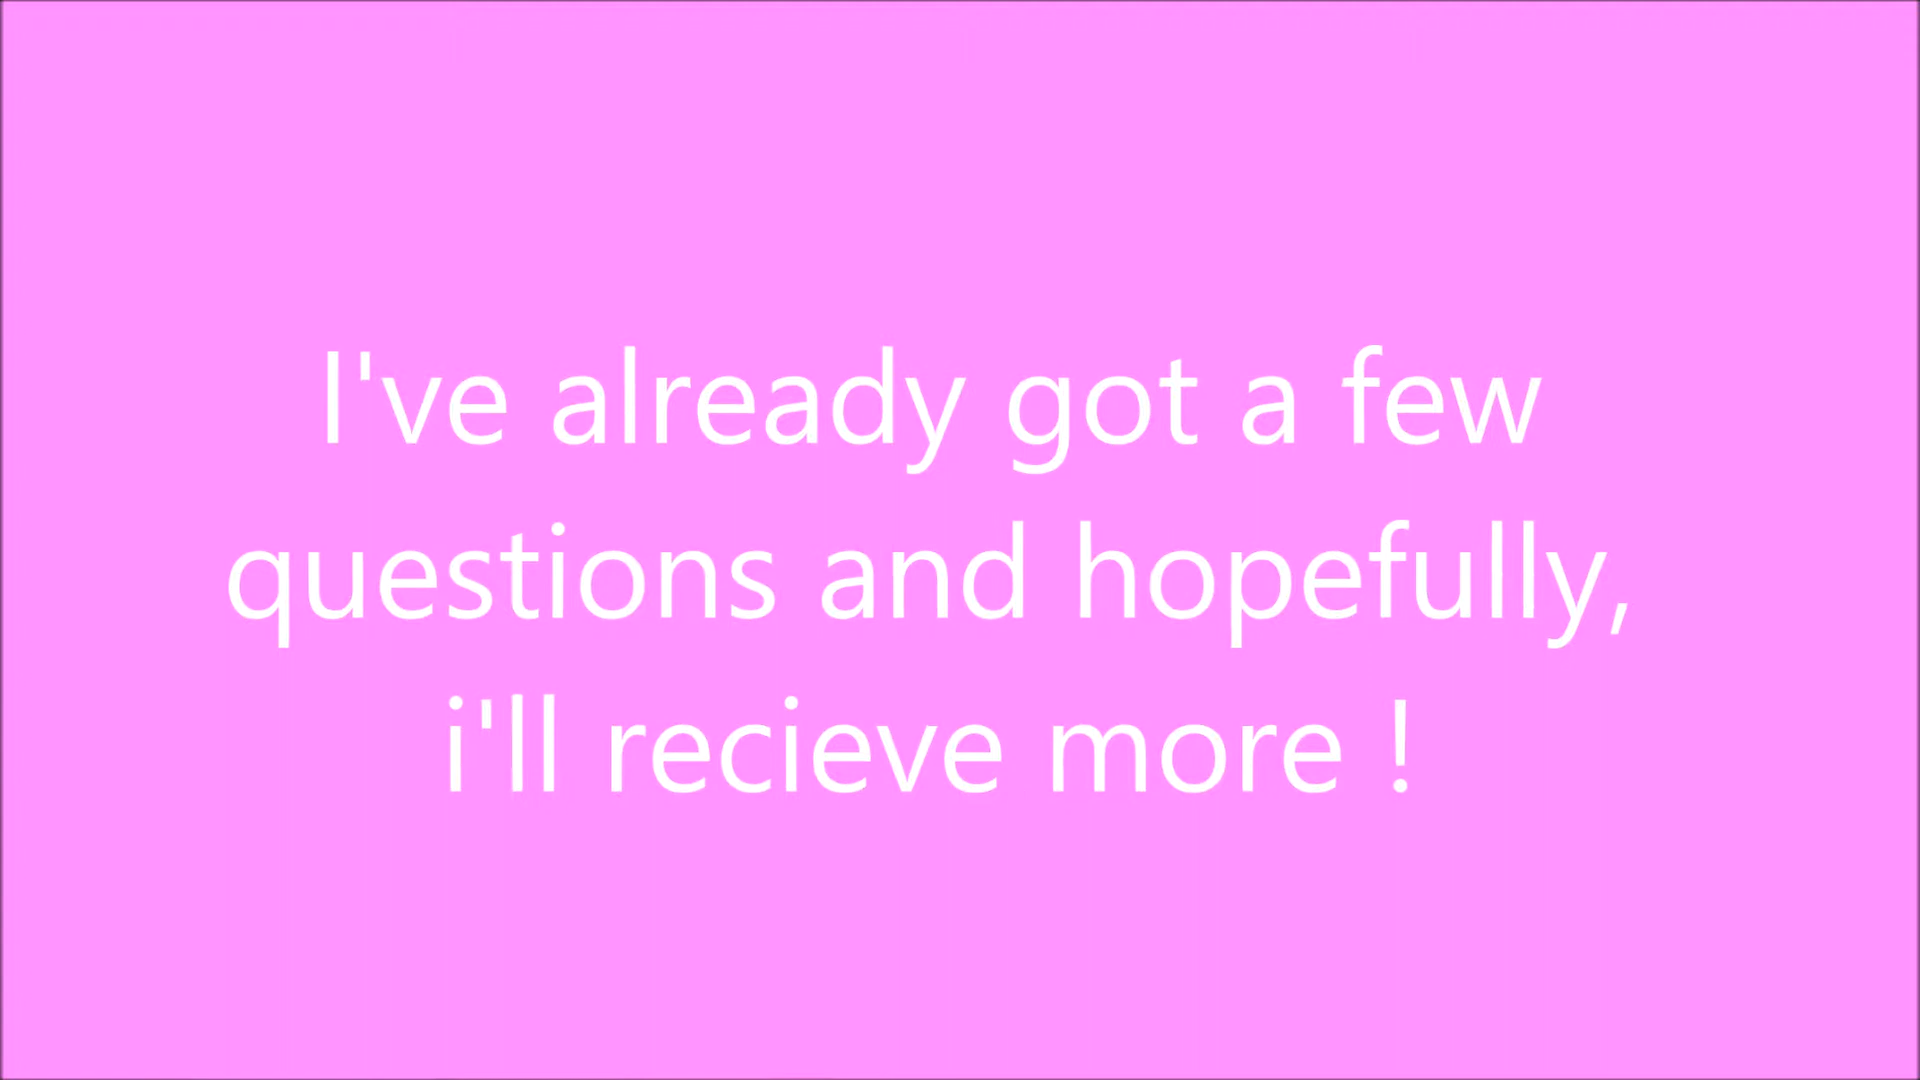 I've already got a few
questions and hopefully,
i'll recieve more !